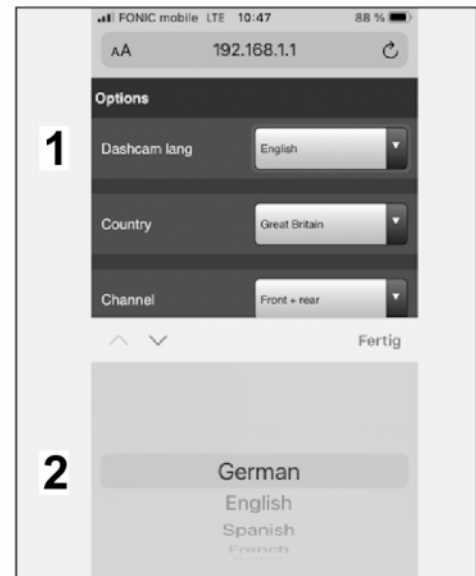 FONIC mobile LTE 10:47 88 %
AA 192.168.1.1
Options
1
Dashcam lang English
Country Great Britain
Channel Front + rear
Fertig
2
German
English
Spanish
French